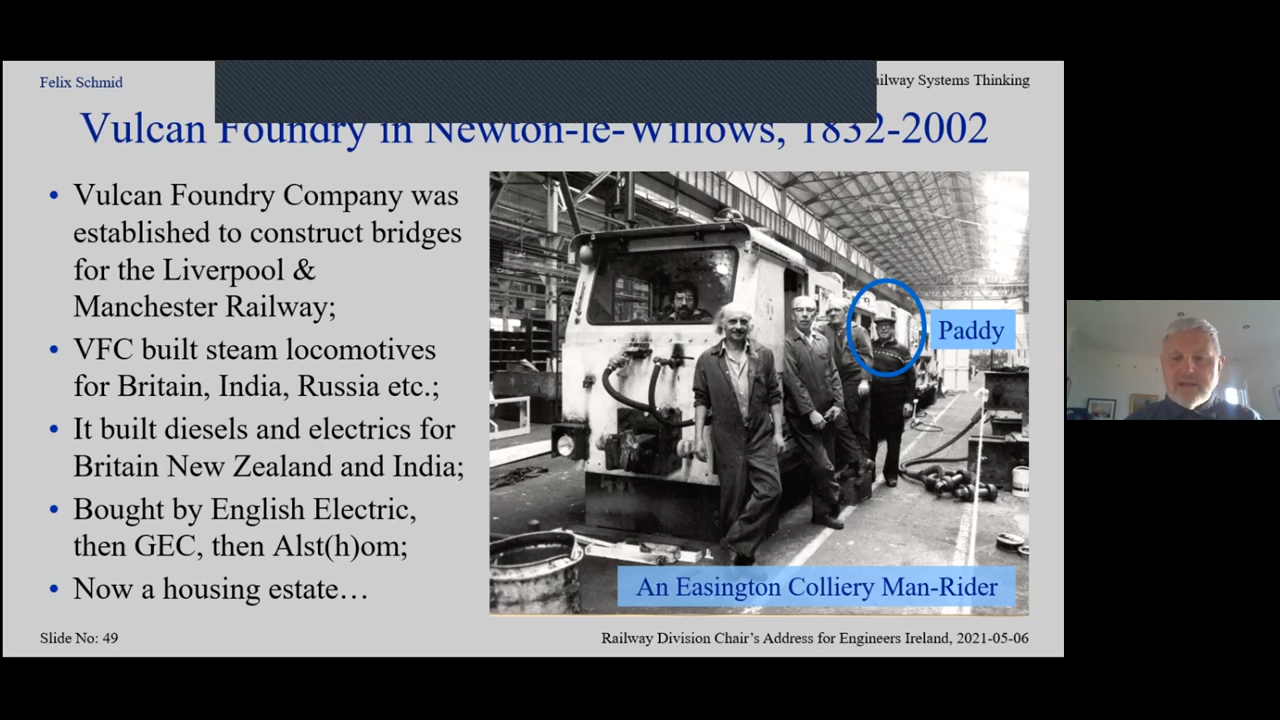 Felix Schmid
ailway Systems Thinking
Vulcan Foundry in Newton-le-Willows, 1832-2002
• Vulcan Foundry Company was
established to construct bridges
for the Liverpool &
Manchester Railway;
• VFC built steam locomotives
for Britain, India, Russia etc.;
• It built diesels and electrics for
Britain New Zealand and India;
• Bought by English Electric,
then GEC, then Alst(h)om;
• Now a housing estate…
Paddy
An Easington Colliery Man-Rider
Slide No: 49
Railway Division Chair's Address for Engineers Ireland, 2021-05-06